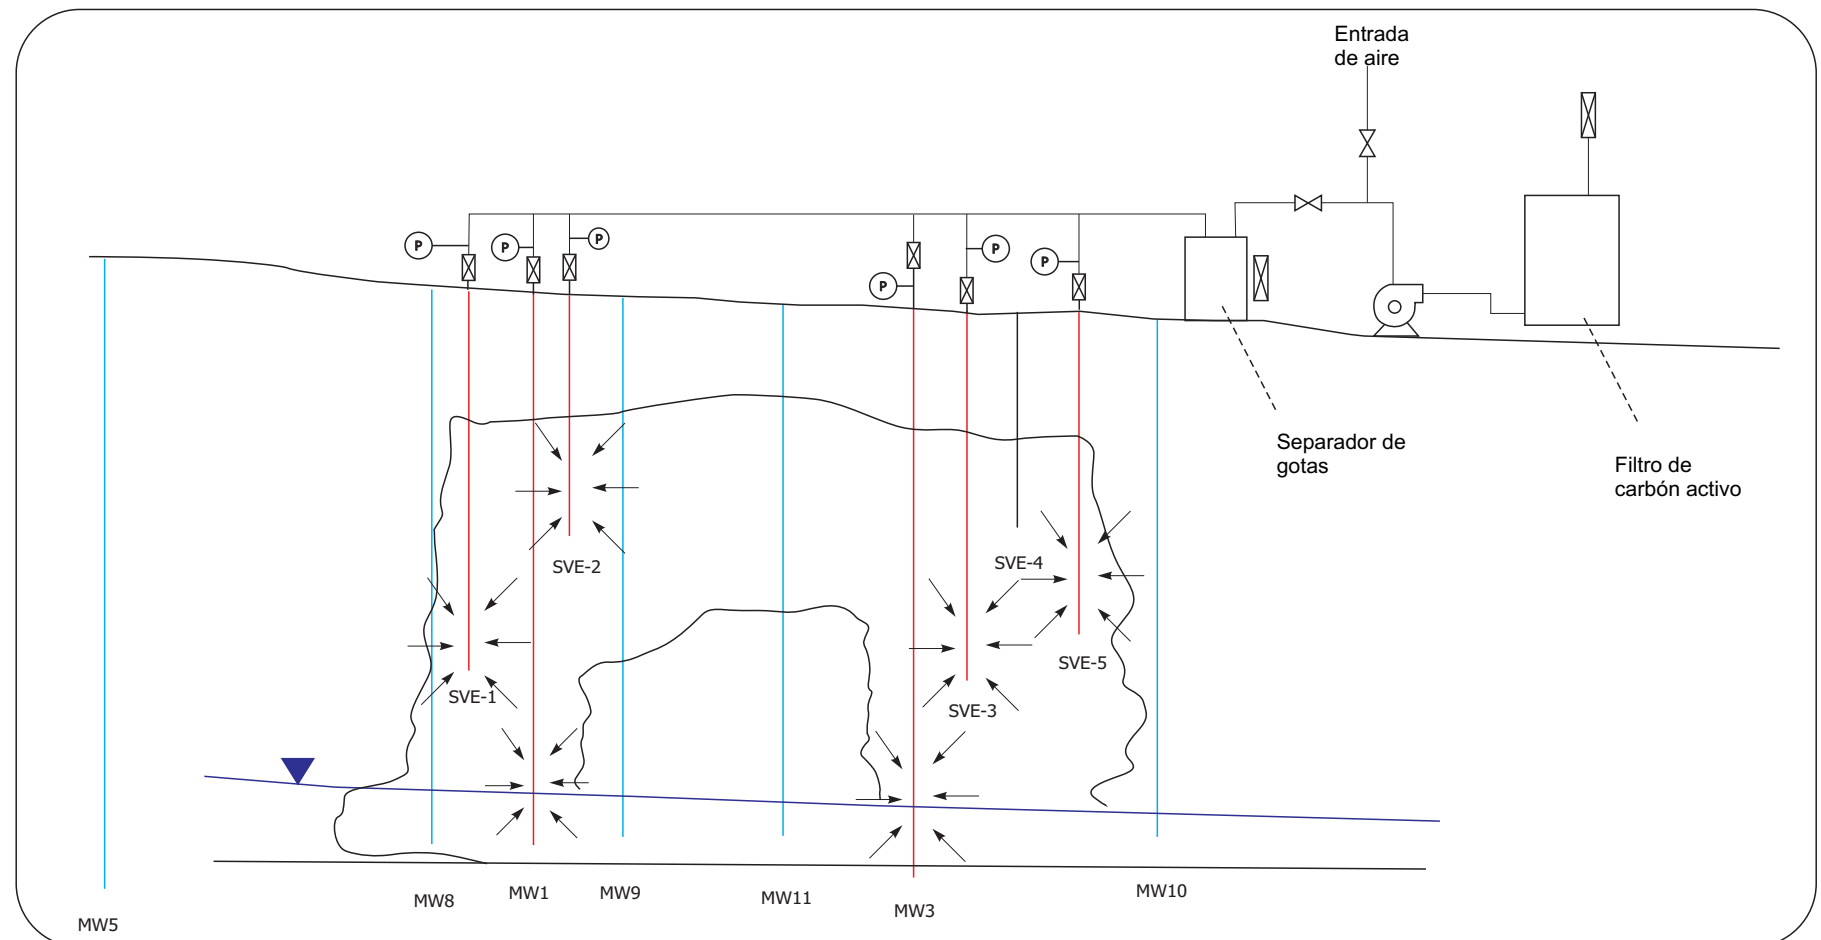 Entrada
de aire
P
P
P
P
P
P
Separador de
gotas
Filtro de
carbón activo
SVE-2
SVE-4
SVE-5
SVE-1
SVE-3
MW8
MW1
MW9
MW11
MW3
MW10
MW5